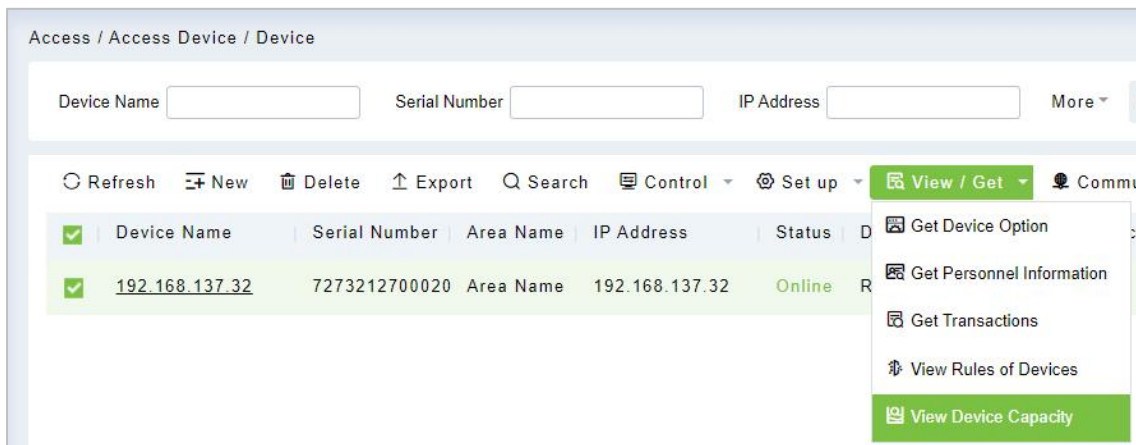 Access / Access Device / Device
Device Name Serial Number IP Address More
Refresh New Delete Export Search Control Set up View / Get Commu
Device Name Serial Number Area Name IP Address Status D
192.168.137.32 7273212700020 Area Name 192.168.137.32 Online R
Get Device Option
Get Personnel Information
Get Transactions
View Rules of Devices
View Device Capacity